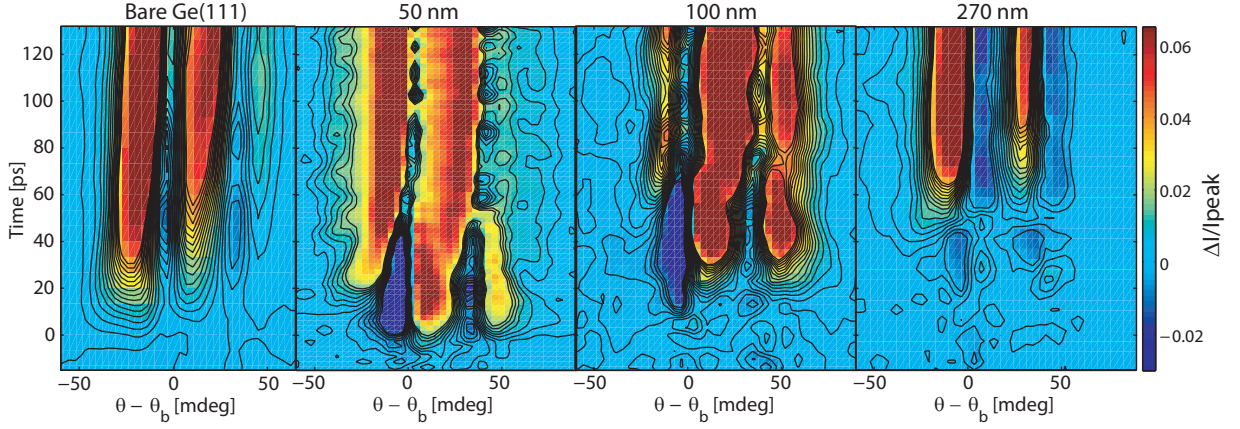 Bare Ge(111) 50 nm 100 nm 270 nm
120
100
80
60
40
20
0
Time [ps]
−50 0 50 −50 0 50 −50 0 50 −50 0 50
θ − θb [mdeg] θ − θb [mdeg] θ − θb [mdeg] θ − θb [mdeg]
0.06
0.04
0.02
0
−0.02
ΔI/Ipeak